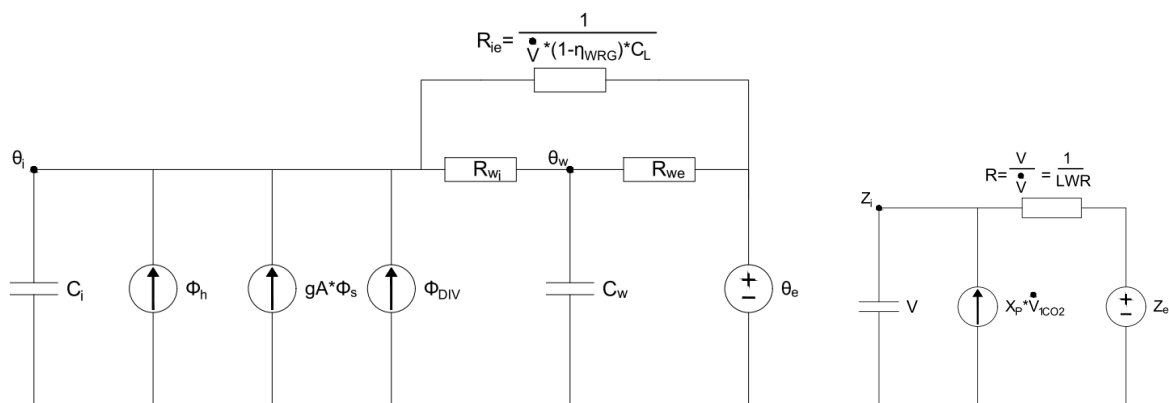 R_ie = 1 / (V̇ *(1-η_WRG)*C_L)
θ_i
R_wi
θ_w
R_we
C_i
Φ_h
gA*Φ_s
Φ_DIV
C_w
+
−
θ_e
R= V / V̇ = 1 / LWR
Z_i
V
X_P*V̇_1CO2
+
−
Z_e